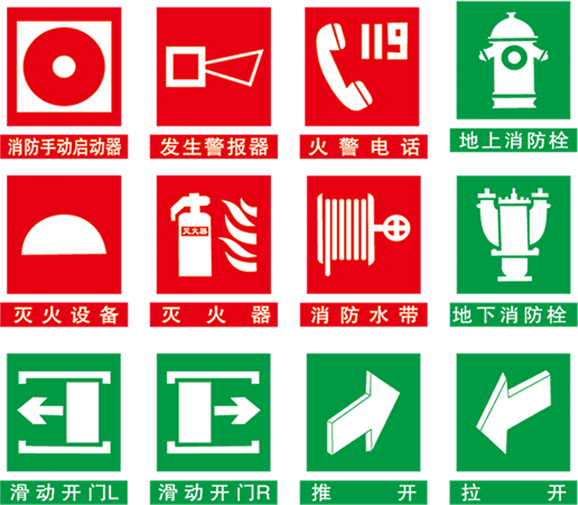 119
消防手动启动器
发生警报器
火警电话
地上消防栓
灭火器
灭火设备
灭火器
消防水带
地下消防栓
滑动开门L
滑动开门R
推开
拉开